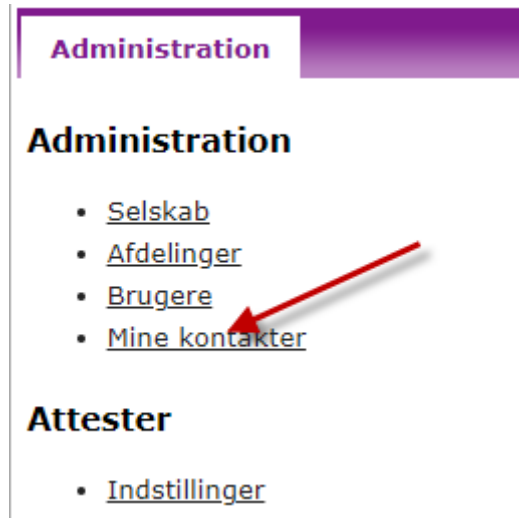 Administration
Administration
Selskab
Afdelinger
Brugere
Mine kontakter
Attester
Indstillinger